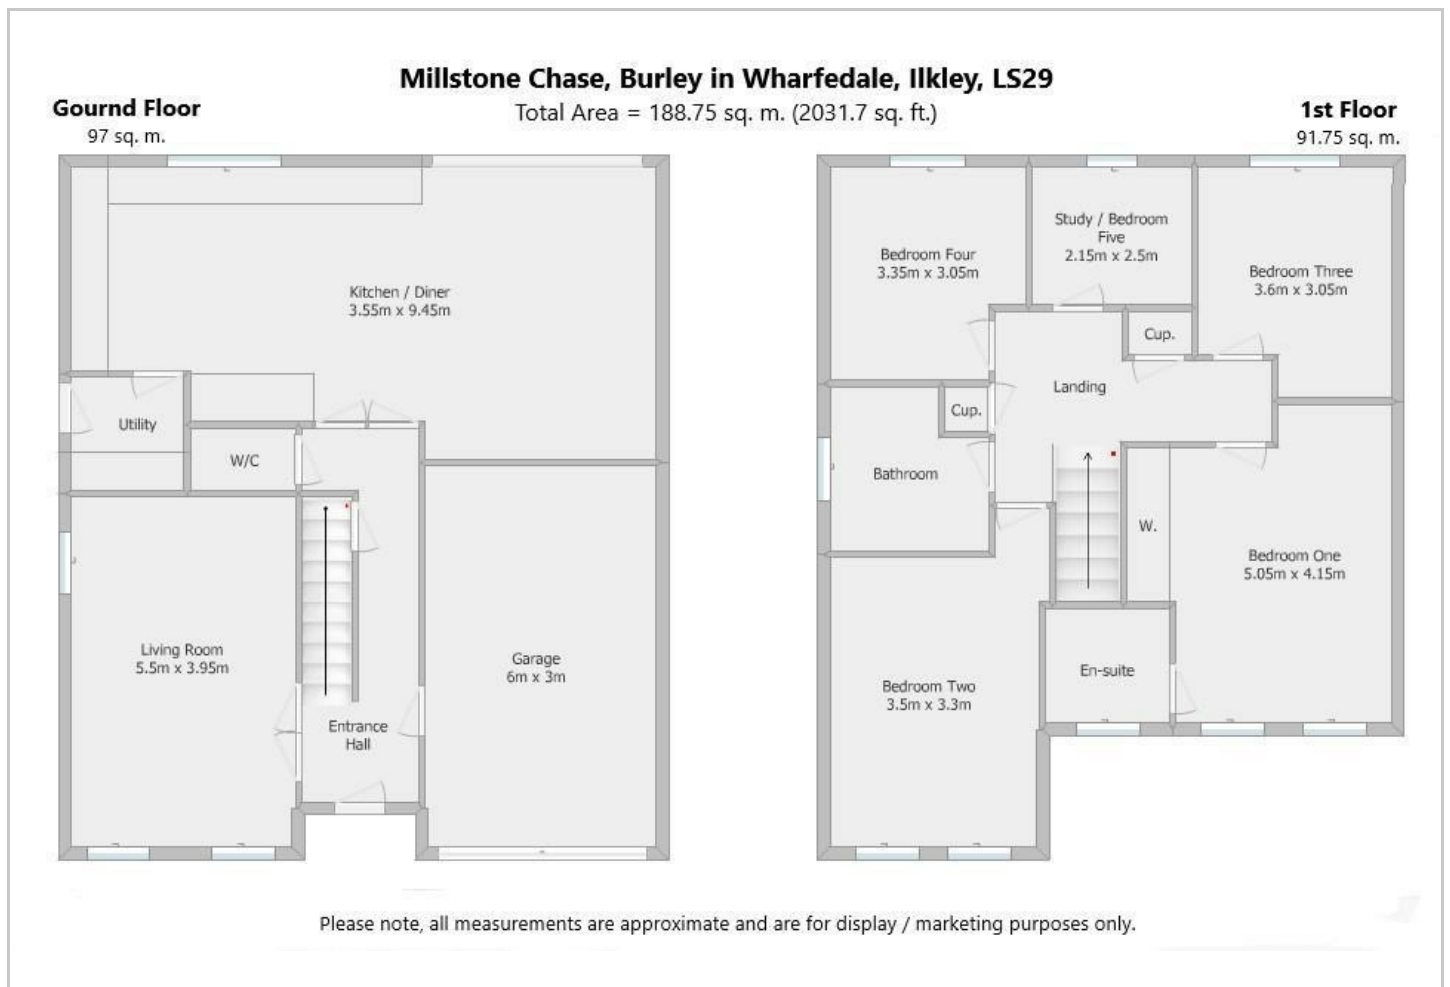 Millstone Chase, Burley in Wharfedale, Ilkley, LS29
Total Area = 188.75 sq. m. (2031.7 sq. ft.)
Gournd Floor
97 sq. m.
1st Floor
91.75 sq. m.
Kitchen / Diner
3.55m x 9.45m
Utility
W/C
Living Room
5.5m x 3.95m
Entrance
Hall
Garage
6m x 3m
Bedroom Four
3.35m x 3.05m
Study / Bedroom
Five
2.15m x 2.5m
Bedroom Three
3.6m x 3.05m
Cup.
Landing
Cup.
Bathroom
W.
Bedroom One
5.05m x 4.15m
En-suite
Bedroom Two
3.5m x 3.3m
Please note, all measurements are approximate and are for display / marketing purposes only.